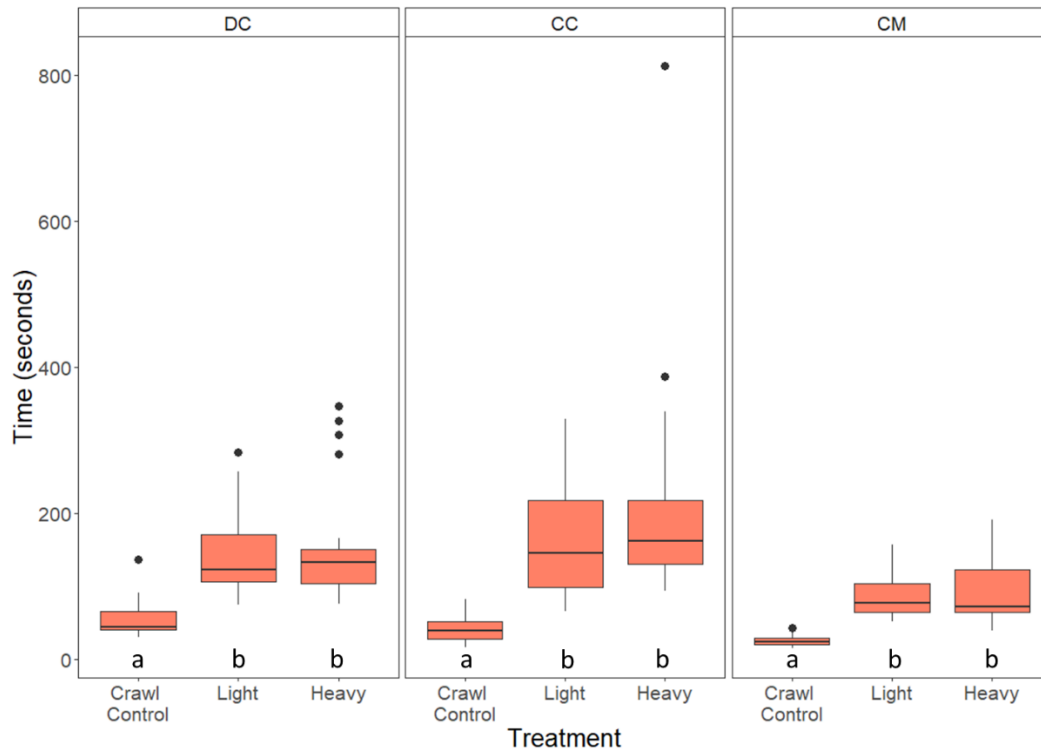 DC CC CM
800
600
400
200
0
Time (seconds)
a b b a b b a b b
Crawl Control Light Heavy Crawl Control Light Heavy Crawl Control Light Heavy
Treatment